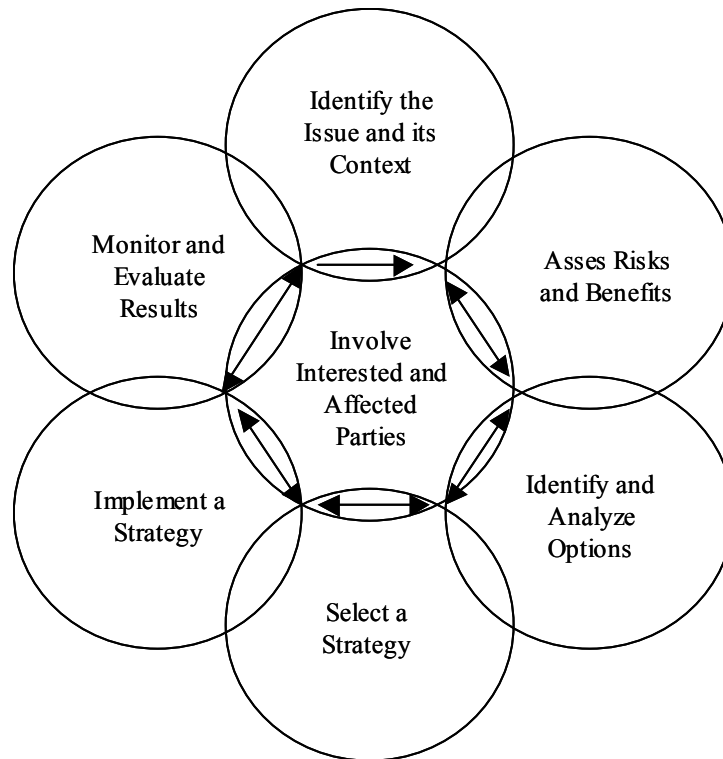 Identify the
Issue and its
Context
Asses Risks
and Benefits
Identify and
Analyze
Options
Select a
Strategy
Implement a
Strategy
Monitor and
Evaluate
Results
Involve
Interested and
Affected
Parties